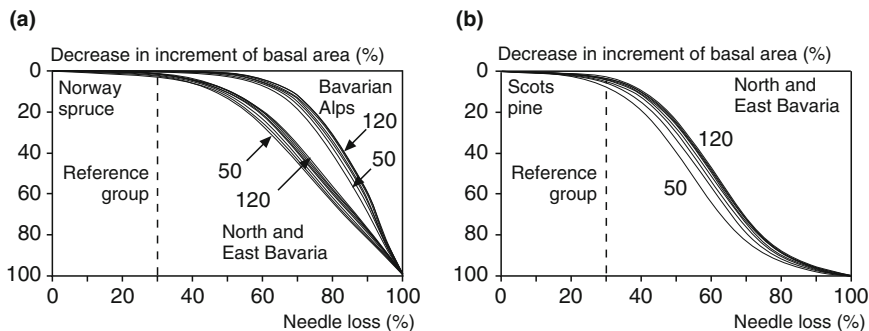 (a)
Decrease in increment of basal area (%)
0
20
40
60
80
100
Norway
spruce
Bavarian
Alps
120
50
50
120
Reference
group
North and
East Bavaria
0 20 40 60 80 100
Needle loss (%)
(b)
Decrease in increment of basal area (%)
0
20
40
60
80
100
Scots
pine
North and
East Bavaria
120
50
Reference
group
0 20 40 60 80 100
Needle loss (%)